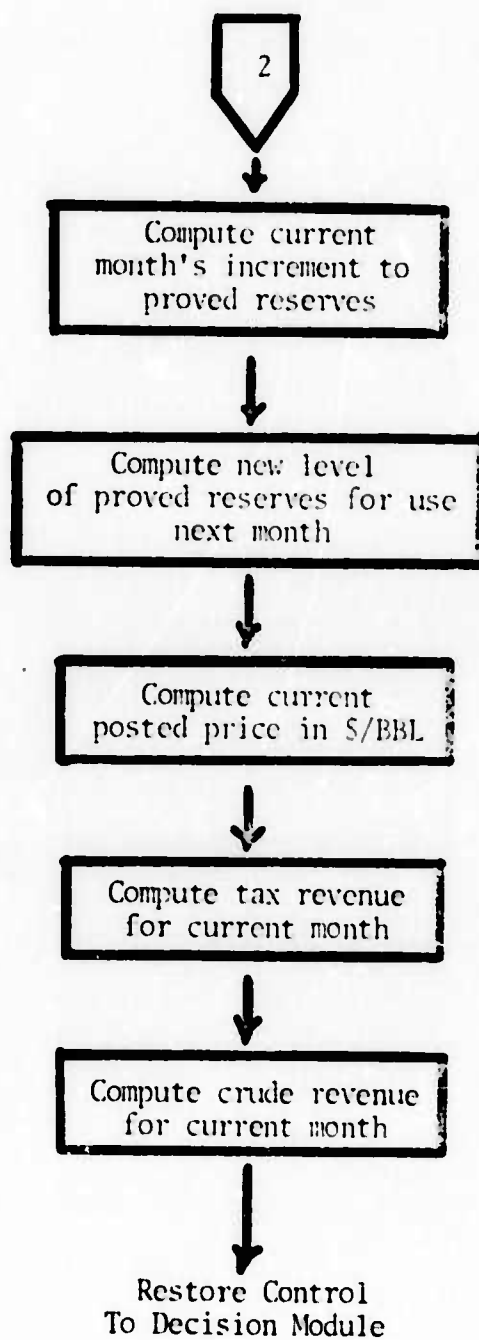 2
Compute current
month's increment to
proved reserves
Compute new level
of proved reserves for use
next month
Compute current
posted price in $/BBL
Compute tax revenue
for current month
Compute crude revenue
for current month
Restore Control
To Decision Module